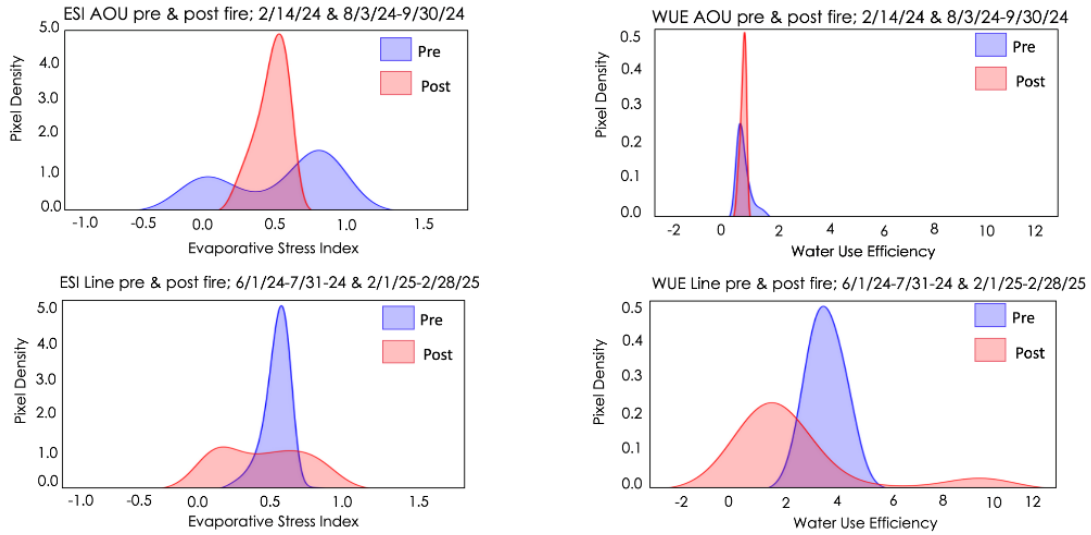 ESI AOU pre & post fire; 2/14/24 & 8/3/24-9/30/24
5.0
4.0
3.0
2.0
1.0
0.0
Pixel Density
Pre
Post
-1.0 -0.5 0.0 0.5 1.0 1.5
Evaporative Stress Index
WUE AOU pre & post fire; 2/14/24 & 8/3/24-9/30/24
0.5
0.4
0.3
0.2
0.1
0.0
Pixel Density
Pre
Post
-2 0 2 4 6 8 10 12
Water Use Efficiency
ESI Line pre & post fire; 6/1/24-7/31-24 & 2/1/25-2/28/25
5.0
4.0
3.0
2.0
1.0
0.0
Pixel Density
Pre
Post
-1.0 -0.5 0.0 0.5 1.0 1.5
Evaporative Stress Index
WUE Line pre & post fire; 6/1/24-7/31-24 & 2/1/25-2/28/25
0.5
0.4
0.3
0.2
0.1
0.0
Pixel Density
Pre
Post
-2 0 2 4 6 8 10 12
Water Use Efficiency